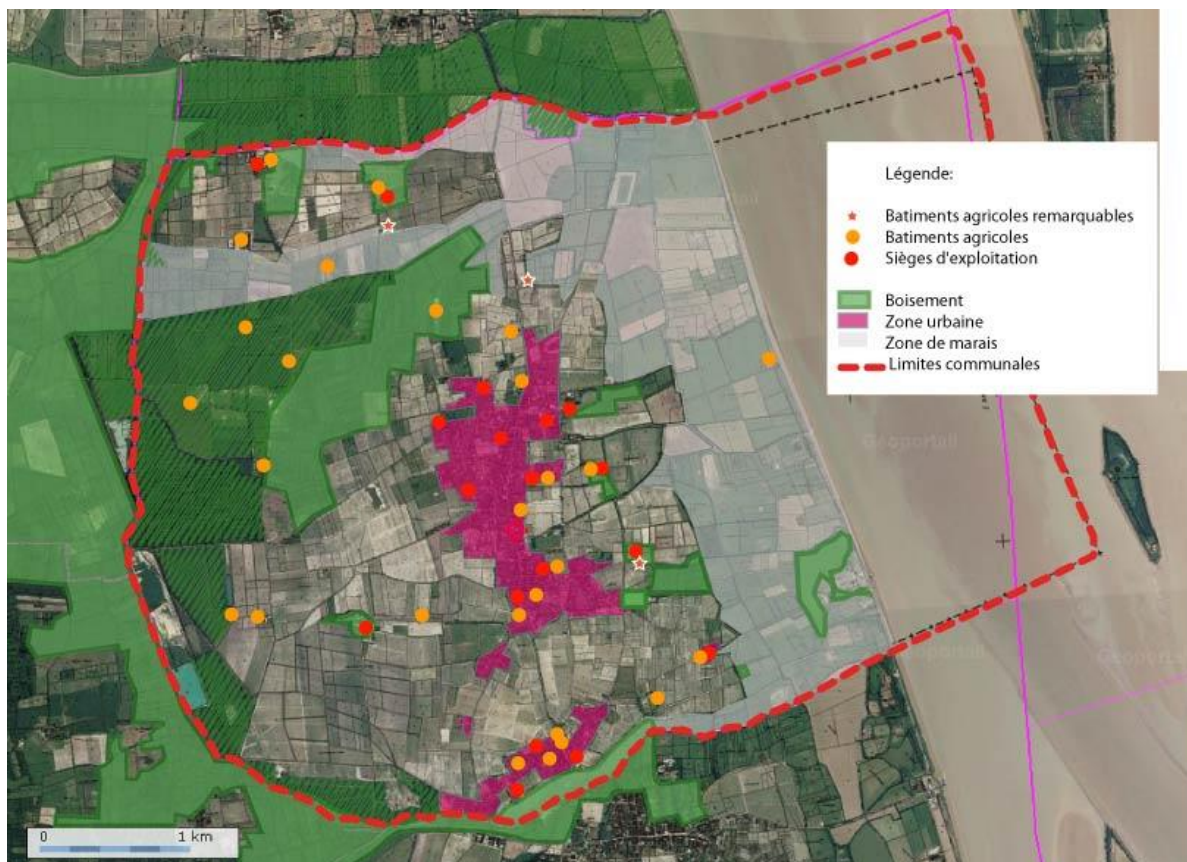 Légende:
Batiments agricoles remarquables
Batiments agricoles
Sièges d'exploitation
Boisement
Zone urbaine
Zone de marais
Limites communales
Géoportail
0 1 km